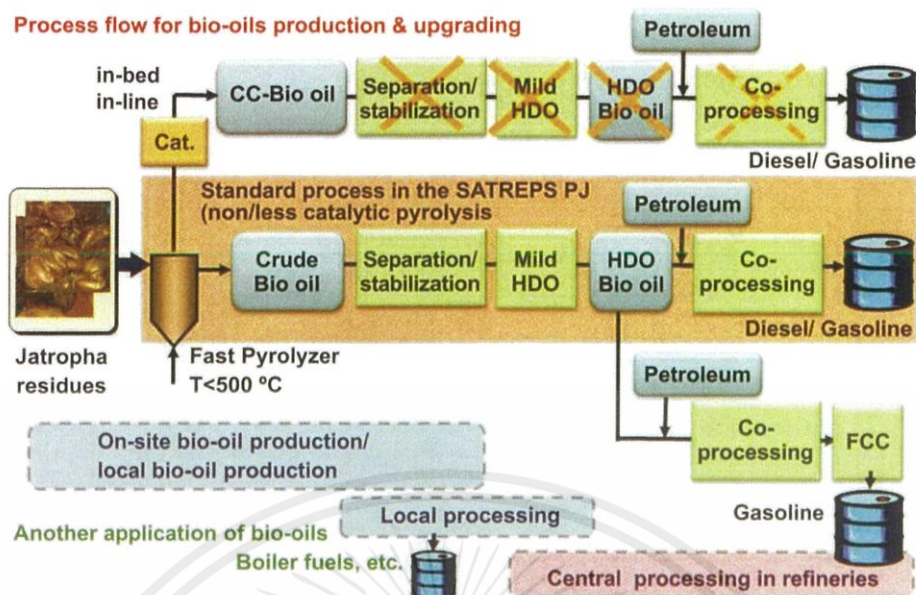 Process flow for bio-oils production & upgrading
Petroleum
in-bed
in-line
CC-Bio oil
Separation/
stabilization
Mild
HDO
HDO
Bio oil
Co-
processing
Cat.
Diesel/ Gasoline
Standard process in the SATREPS PJ
(non/less catalytic pyrolysis
Petroleum
Crude
Bio oil
Separation/
stabilization
Mild
HDO
HDO
Bio oil
Co-
processing
Diesel/ Gasoline
Jatropha
residues
Fast Pyrolyzer
T<500 ºC
Petroleum
On-site bio-oil production/
local bio-oil production
Co-
processing
FCC
Gasoline
Local processing
Another application of bio-oils
Boiler fuels, etc.
Central processing in refineries